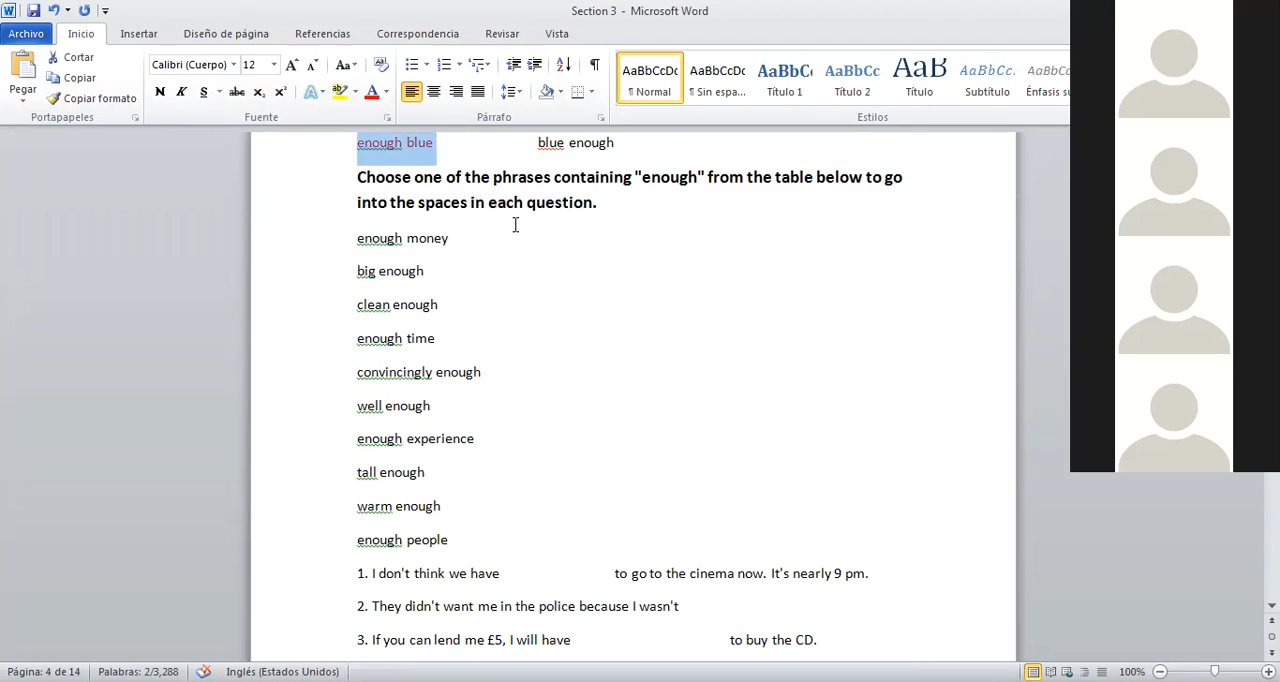 Section 3 - Microsoft Word
Archivo Inicio Insertar Diseño de página Referencias Correspondencia Revisar Vista
Pegar
Cortar
Copiar
Copiar formato
Portapapeles
Calibri (Cuerpo) 12
N K S abc x₂ x²
Fuente
Párrafo
AaBbCcDc AaBbCcDc AaBbC AaBbCc AaB AaBbCc. AaBbCc
¶ Normal ¶ Sin espa... Título 1 Título 2 Título Subtítulo Énfasis su
Estilos
enough blue blue enough
Choose one of the phrases containing "enough" from the table below to go
into the spaces in each question.
enough money
big enough
clean enough
enough time
convincingly enough
well enough
enough experience
tall enough
warm enough
enough people
1. I don't think we have to go to the cinema now. It's nearly 9 pm.
2. They didn't want me in the police because I wasn't
3. If you can lend me £5, I will have to buy the CD.
Página: 4 de 14 Palabras: 2/3,288 Inglés (Estados Unidos) 100%